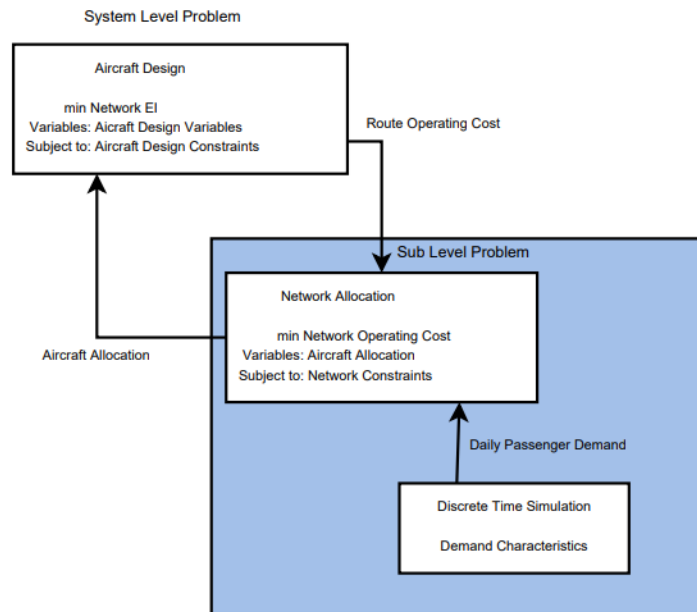 System Level Problem
Aircraft Design
min Network EI
Variables: Aicraft Design Variables
Subject to: Aircraft Design Constraints
Route Operating Cost
Sub Level Problem
Network Allocation
min Network Operating Cost
Variables: Aircraft Allocation
Subject to: Network Constraints
Aircraft Allocation
Daily Passenger Demand
Discrete Time Simulation
Demand Characteristics